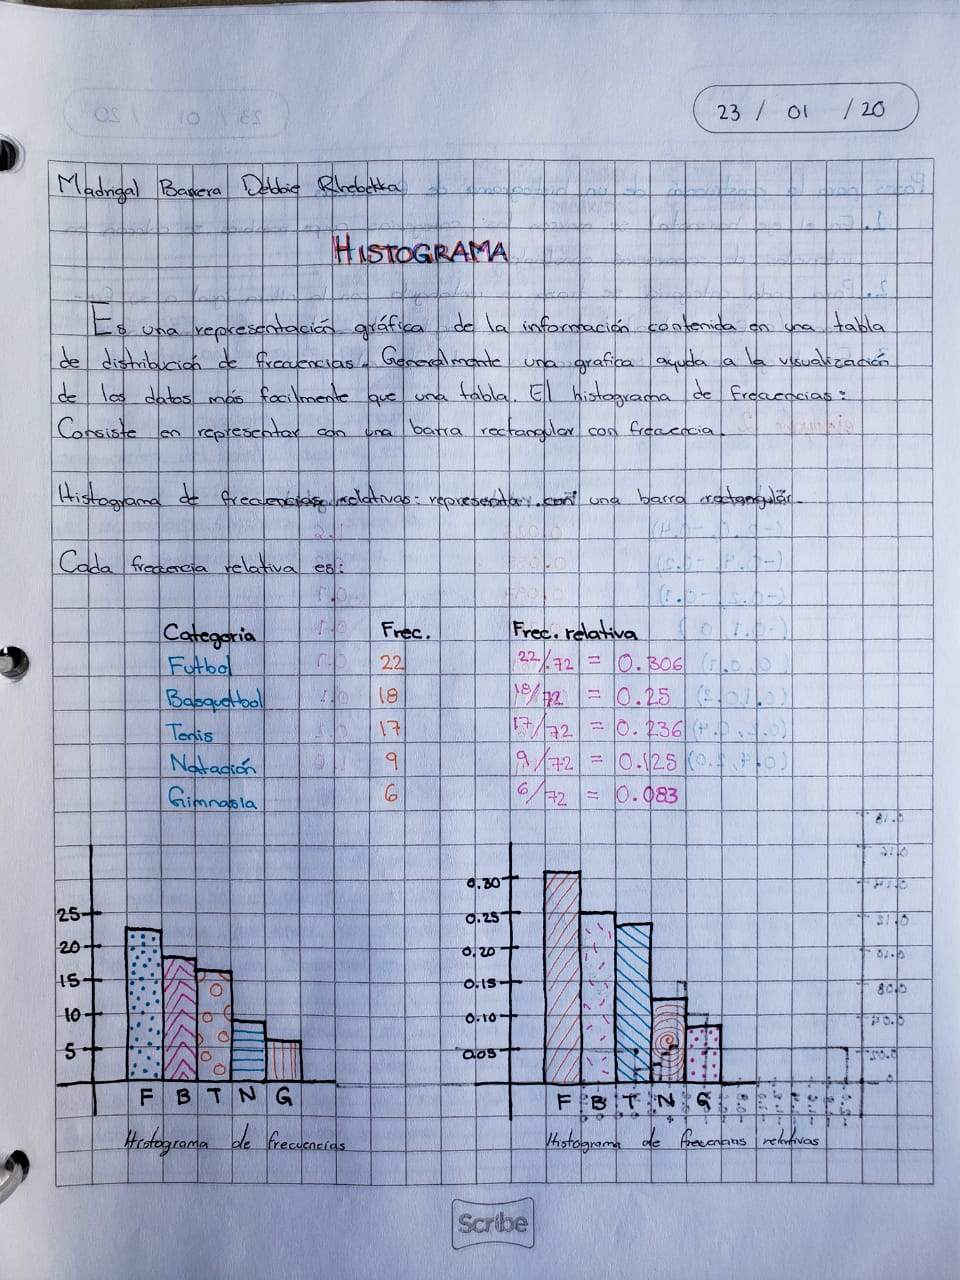 23 / 01 / 20
Madrigal Barrera Debbie Rhebekka
HISTOGRAMA
Es una representación gráfica de la información contenida en una tabla
de distribución de frecuencias. Generalmente una grafica ayuda a la visualización
de los datos más facilmente que una tabla. El histograma de Frecuencias:
Consiste en representar con una barra rectangular con frecuencia.
Histograma de frecuencias relativas: representar con una barra rectangular.
Cada frecuencia relativa es:
Categoria Frec. Frec. relativa
Futbol 22 22/72 = 0.306
Basquetbol 18 18/72 = 0.25
Tenis 17 17/72 = 0.236
Natación 9 9/72 = 0.125
Gimnasia 6 6/72 = 0.083
25
20
15
10
5
F B T N G
Histograma de frecuencias
0.30
0.25
0.20
0.15
0.10
0.05
F B T N G
Histograma de frecuencias relativas
Scribe